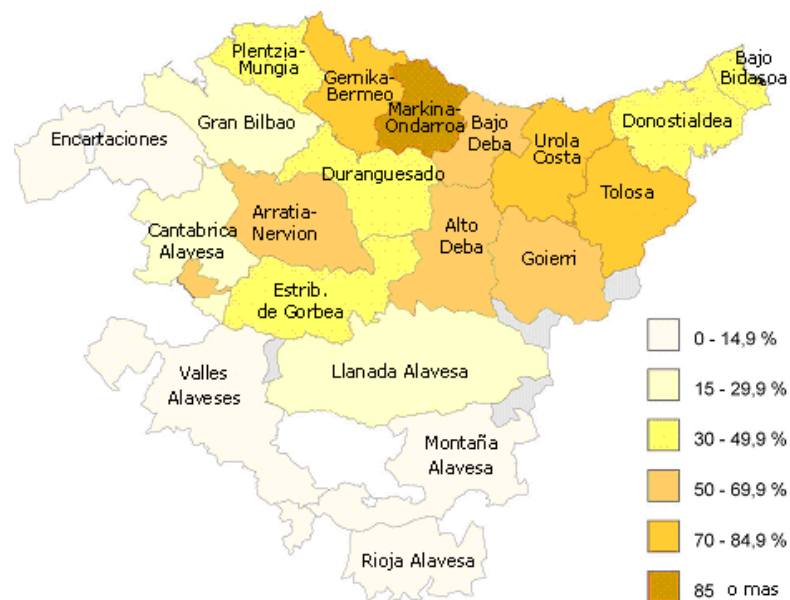 Plentzia-
Mungia
Bajo
Bidasoa
Gernika-
Bermeo
Markina-
Ondarroa
Bajo
Deba
Urola
Costa
Donostialdea
Gran Bilbao
Encartaciones
Duranguesado
Tolosa
Arratia-
Nervion
Cantabrica
Alavesa
Alto
Deba
Goierri
Estrib.
de Gorbea
Valles
Alaveses
Llanada Alavesa
Montaña
Alavesa
Rioja Alavesa
0 - 14,9 %
15 - 29,9 %
30 - 49,9 %
50 - 69,9 %
70 - 84,9 %
85 o mas